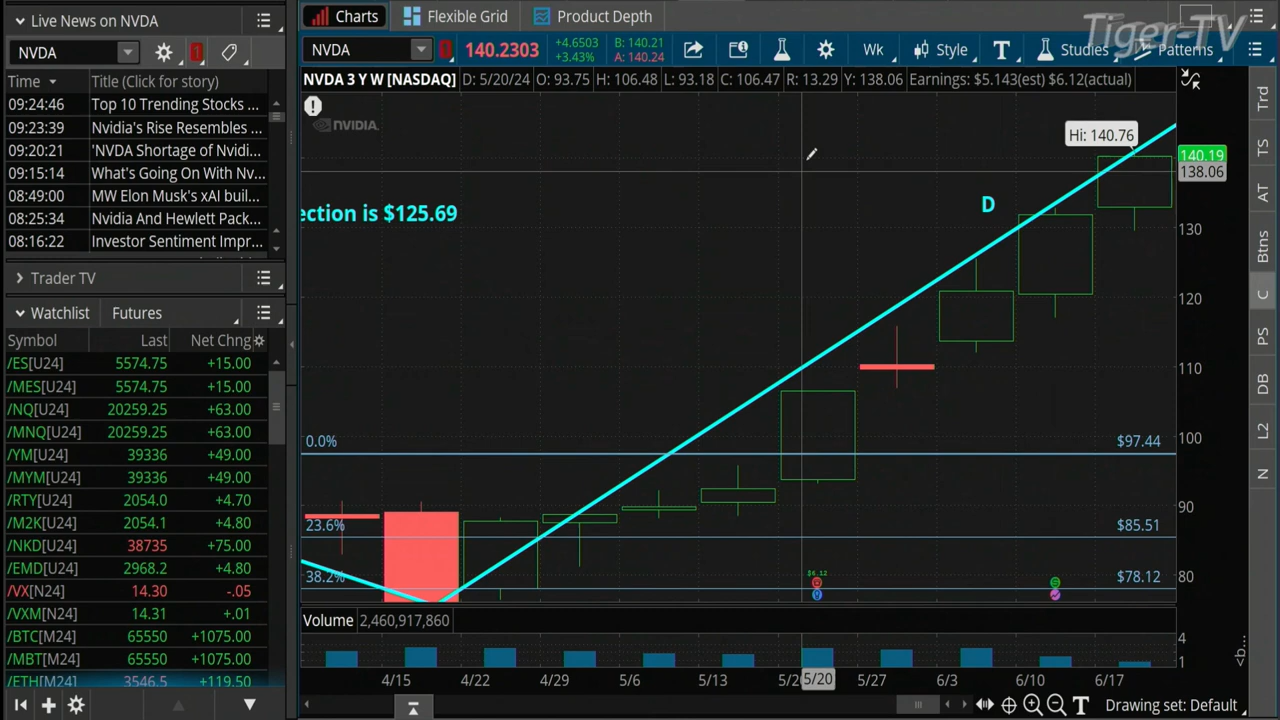 Live News on NVDA
NVDA
1
Time
Title (Click for story)
09:24:46 Top 10 Trending Stocks ...
09:23:39 Nvidia's Rise Resembles ...
09:20:21 'NVDA Shortage of Nvidi...
09:15:14 What's Going On With Nv...
08:49:00 MW Elon Musk's xAI buil...
08:25:34 Nvidia And Hewlett Pack...
08:16:22 Investor Sentiment Impr...
Trader TV
Watchlist Futures
Symbol Last Net Chng
/ES[U24] 5574.75 +15.00
/MES[U24] 5574.75 +15.00
/NQ[U24] 20259.25 +63.00
/MNQ[U24] 20259.25 +63.00
/YM[U24] 39336 +49.00
/MYM[U24] 39336 +49.00
/RTY[U24] 2054.0 +4.70
/M2K[U24] 2054.1 +4.80
/NKD[U24] 38735 +75.00
/EMD[U24] 2968.2 +4.80
/VX[N24] 14.30 -.05
/VXM[N24] 14.31 +.01
/BTC[M24] 65550 +1075.00
/MBT[M24] 65550 +1075.00
/ETH[M24] 3546.5 +119.50
Charts Flexible Grid Product Depth
Tiger-TV
NVDA 140.2303 +4.6503 B: 140.21
+3.43% A: 140.24
Wk Style T Studies Patterns
NVDA 3 Y W [NASDAQ] D: 5/20/24 O: 93.75 H: 106.48 L: 93.18 C: 106.47 R: 13.29 Y: 138.06 Earnings: $5.143(est) $6.12(actual)
NVIDIA
Hi: 140.76
140.19
138.06
ection is $125.69
D
130
120
110
100
90
80
0.0% $97.44
23.6% $85.51
38.2% $78.12
$6.12
Volume 2,460,917,860
4
1
4/15 4/22 4/29 5/6 5/13 5/20 5/27 6/3 6/10 6/17
T Drawing set: Default
Trd
TS
AT
Btns
C
PS
DB
L2
N